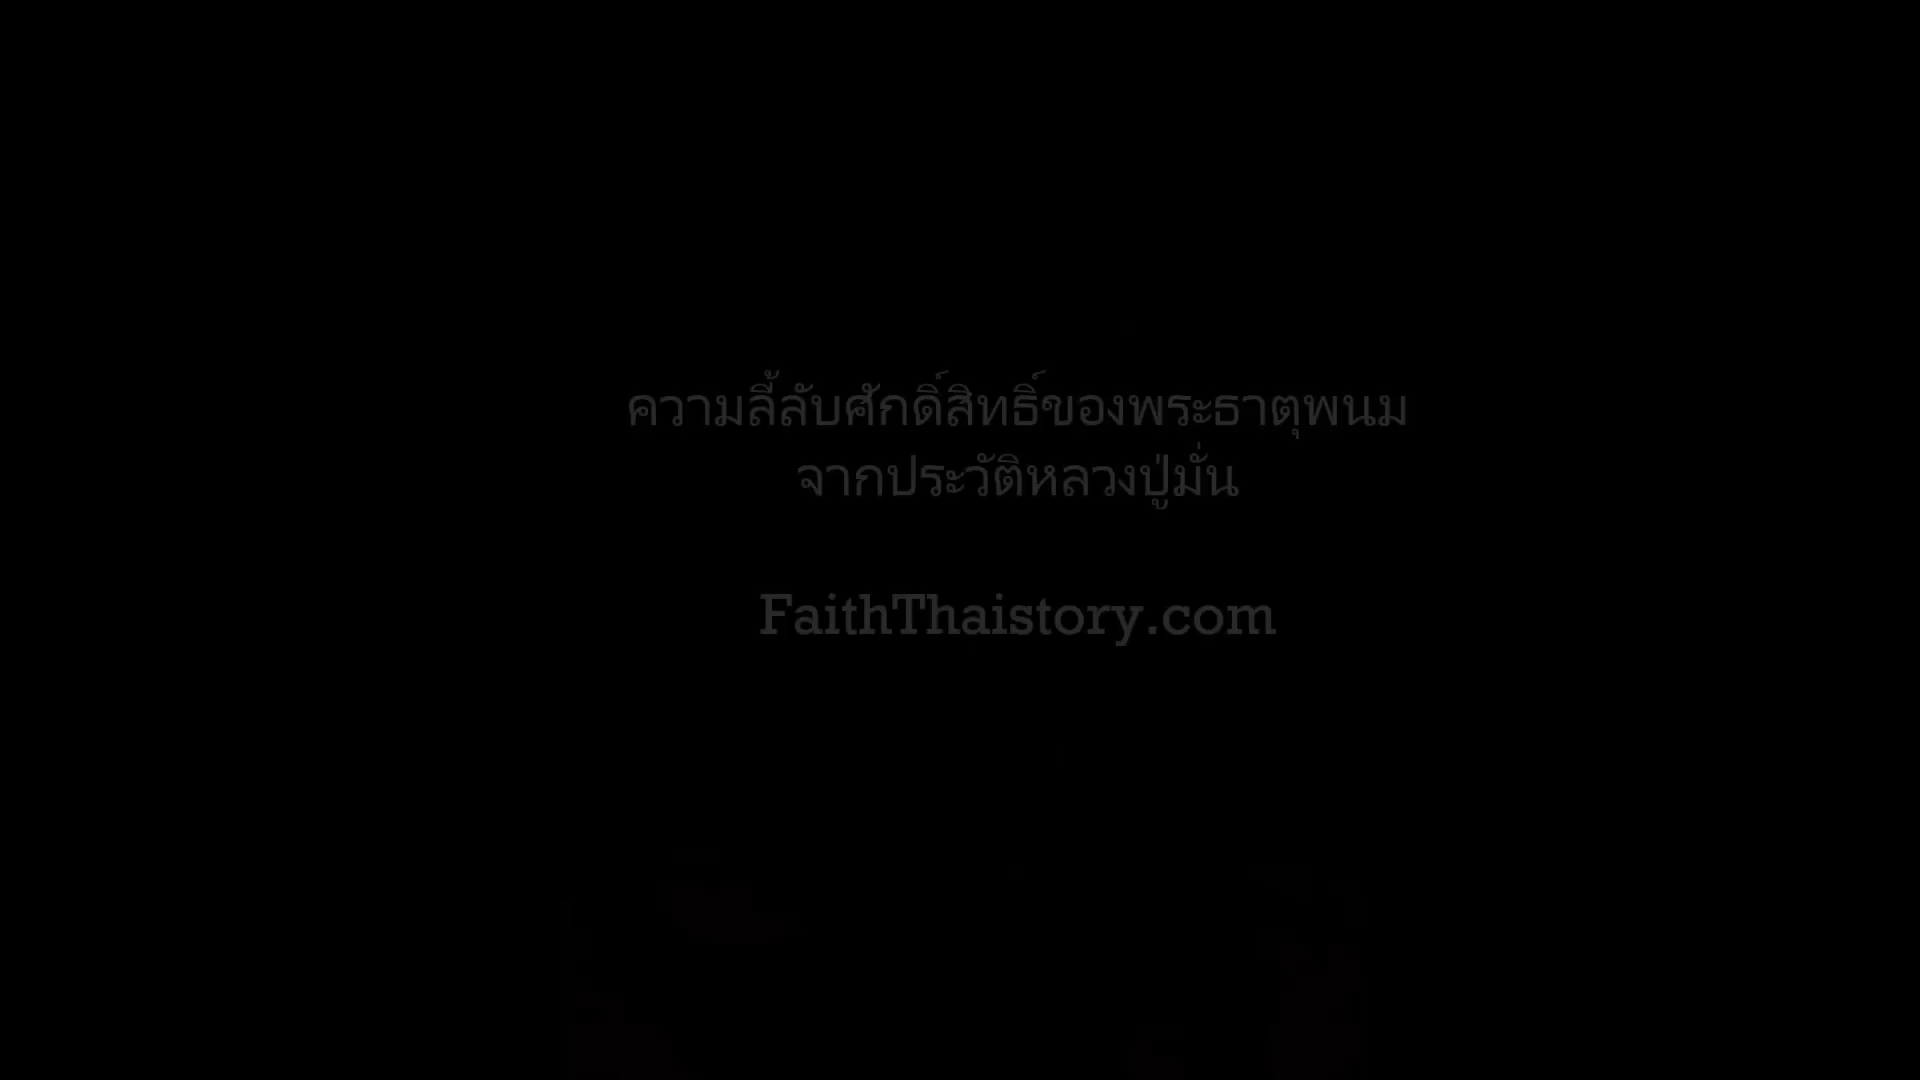 ความลี้ลับศักดิ์สิทธิ์ของพระธาตุพนม
จากประวัติหลวงปู่มั่น
FaithThaistory.com